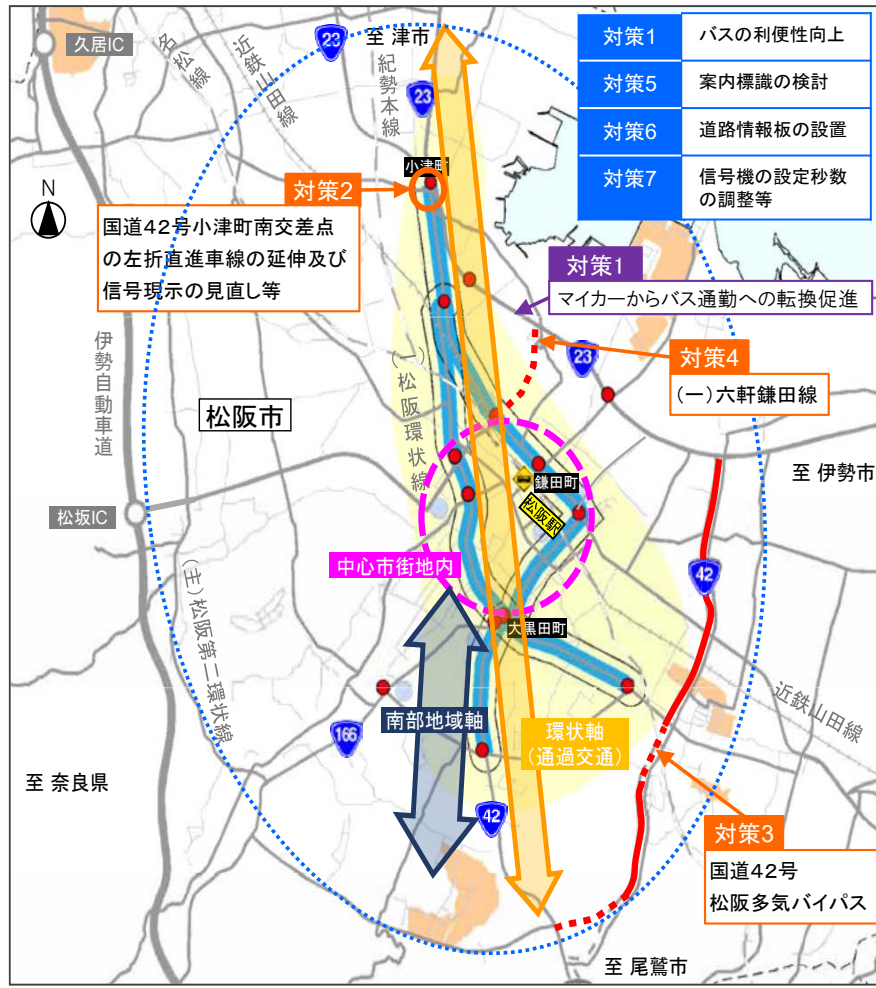 久居IC
名松線
近鉄山田線
23
至 津市
紀勢本線
23
対策1
バスの利便性向上
対策5
案内標識の検討
対策6
道路情報板の設置
対策7
信号機の設定秒数
の調整等
小津町
N
対策2
国道42号小津町南交差点
の左折直進車線の延伸及び
信号現示の見直し等
対策1
マイカーからバス通勤への転換促進
伊勢自動車道
(一)松阪環状線
23
対策4
(一)六軒鎌田線
松阪市
至 伊勢市
鎌田町
松阪駅
松坂IC
中心市街地内
42
(主)松阪第二環状線
大黒田町
近鉄山田線
南部地域軸
環状軸
(通過交通)
166
至 奈良県
42
対策3
国道42号
松阪多気バイパス
至 尾鷲市